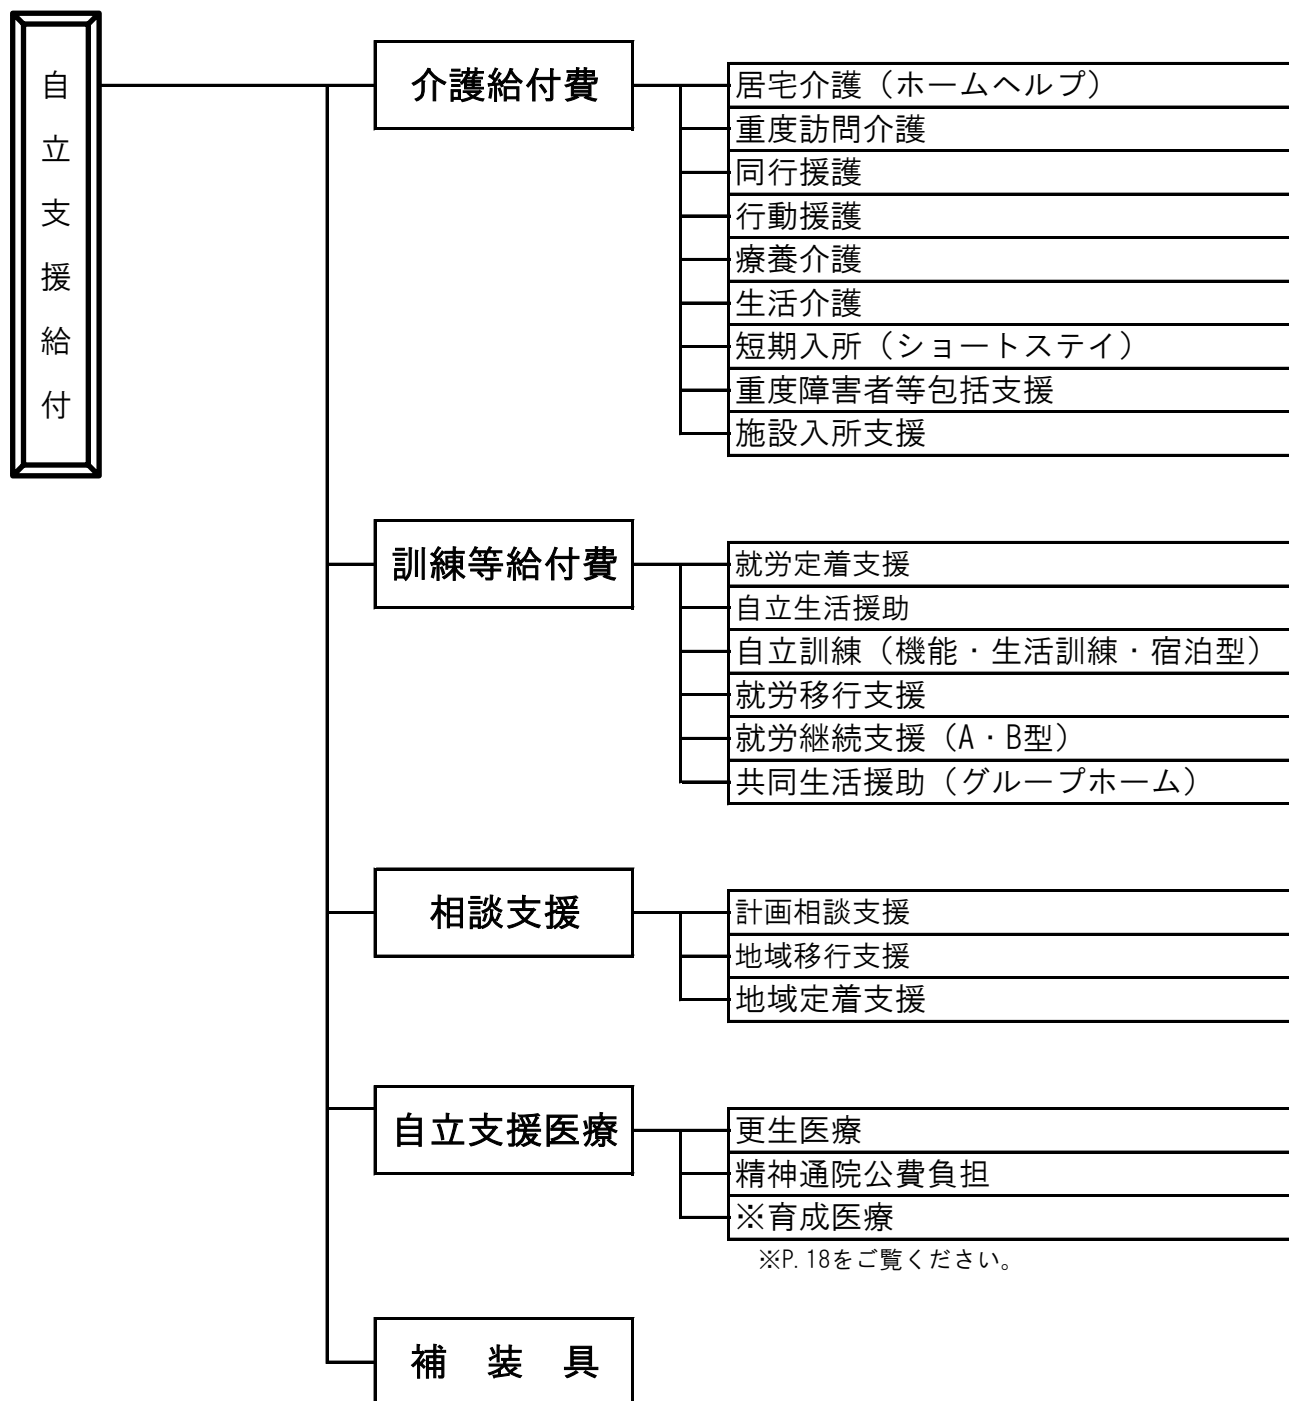 自立支援給付
介護給付費
居宅介護（ホームヘルプ）
重度訪問介護
同行援護
行動援護
療養介護
生活介護
短期入所（ショートステイ）
重度障害者等包括支援
施設入所支援
訓練等給付費
就労定着支援
自立生活援助
自立訓練（機能・生活訓練・宿泊型）
就労移行支援
就労継続支援（A・B型）
共同生活援助（グループホーム）
相談支援
計画相談支援
地域移行支援
地域定着支援
自立支援医療
更生医療
精神通院公費負担
※育成医療
※P.18をご覧ください。
補　装　具